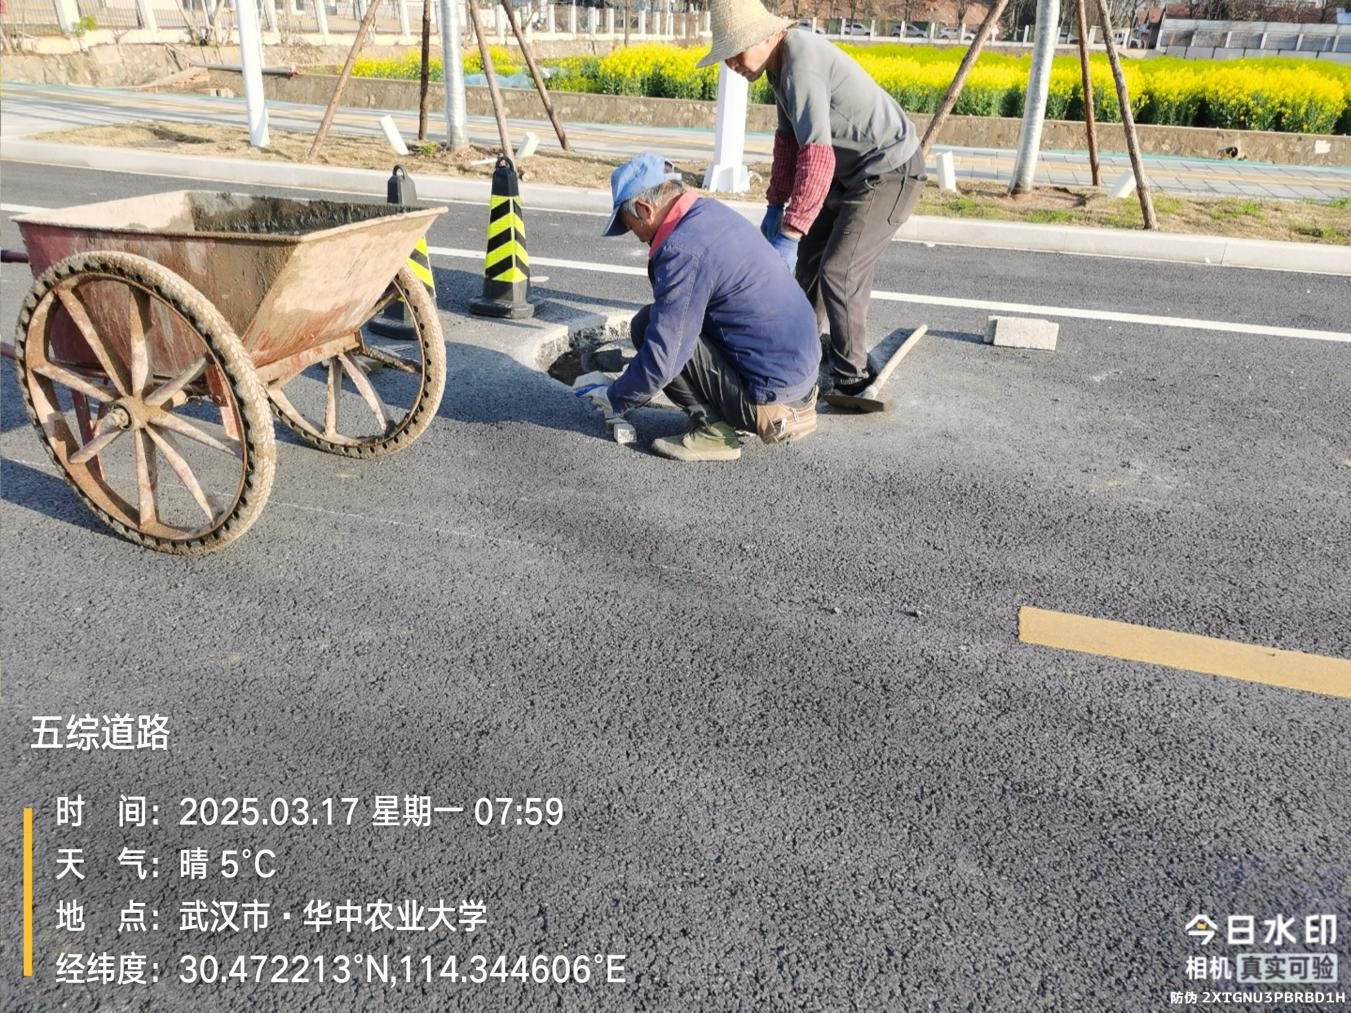 五综道路
时 间：2025.03.17 星期一 07:59
天 气：晴 5°C
地 点：武汉市·华中农业大学
经纬度：30.472213°N,114.344606°E
今日水印
相机 真实可验
防伪 2XTGNU3PBRBD1H